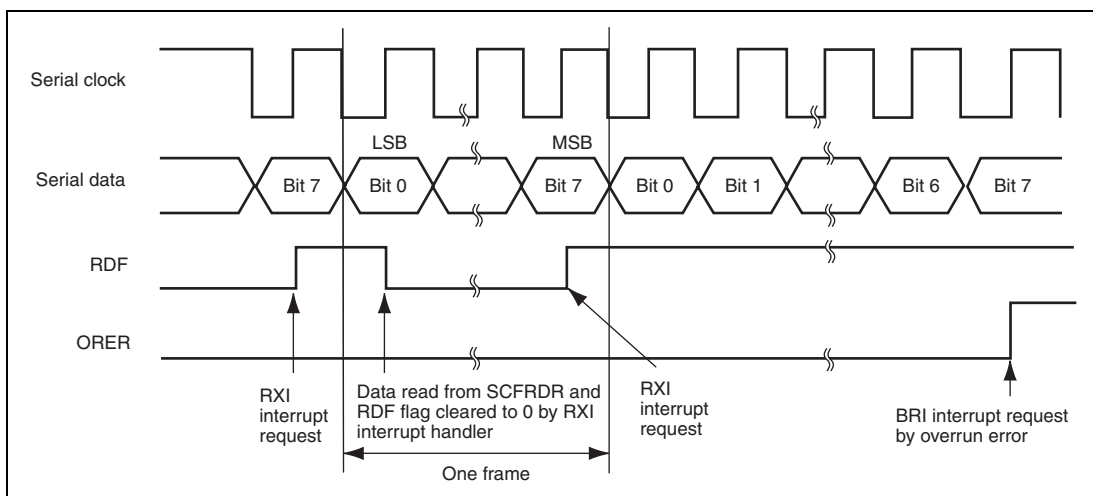 Serial clock
LSB
MSB
Serial data
Bit 7
Bit 0
Bit 7
Bit 0
Bit 1
Bit 6
Bit 7
RDF
ORER
RXI
interrupt
request
Data read from SCFRDR and
RDF flag cleared to 0 by RXI
interrupt handler
RXI
interrupt
request
BRI interrupt request
by overrun error
One frame